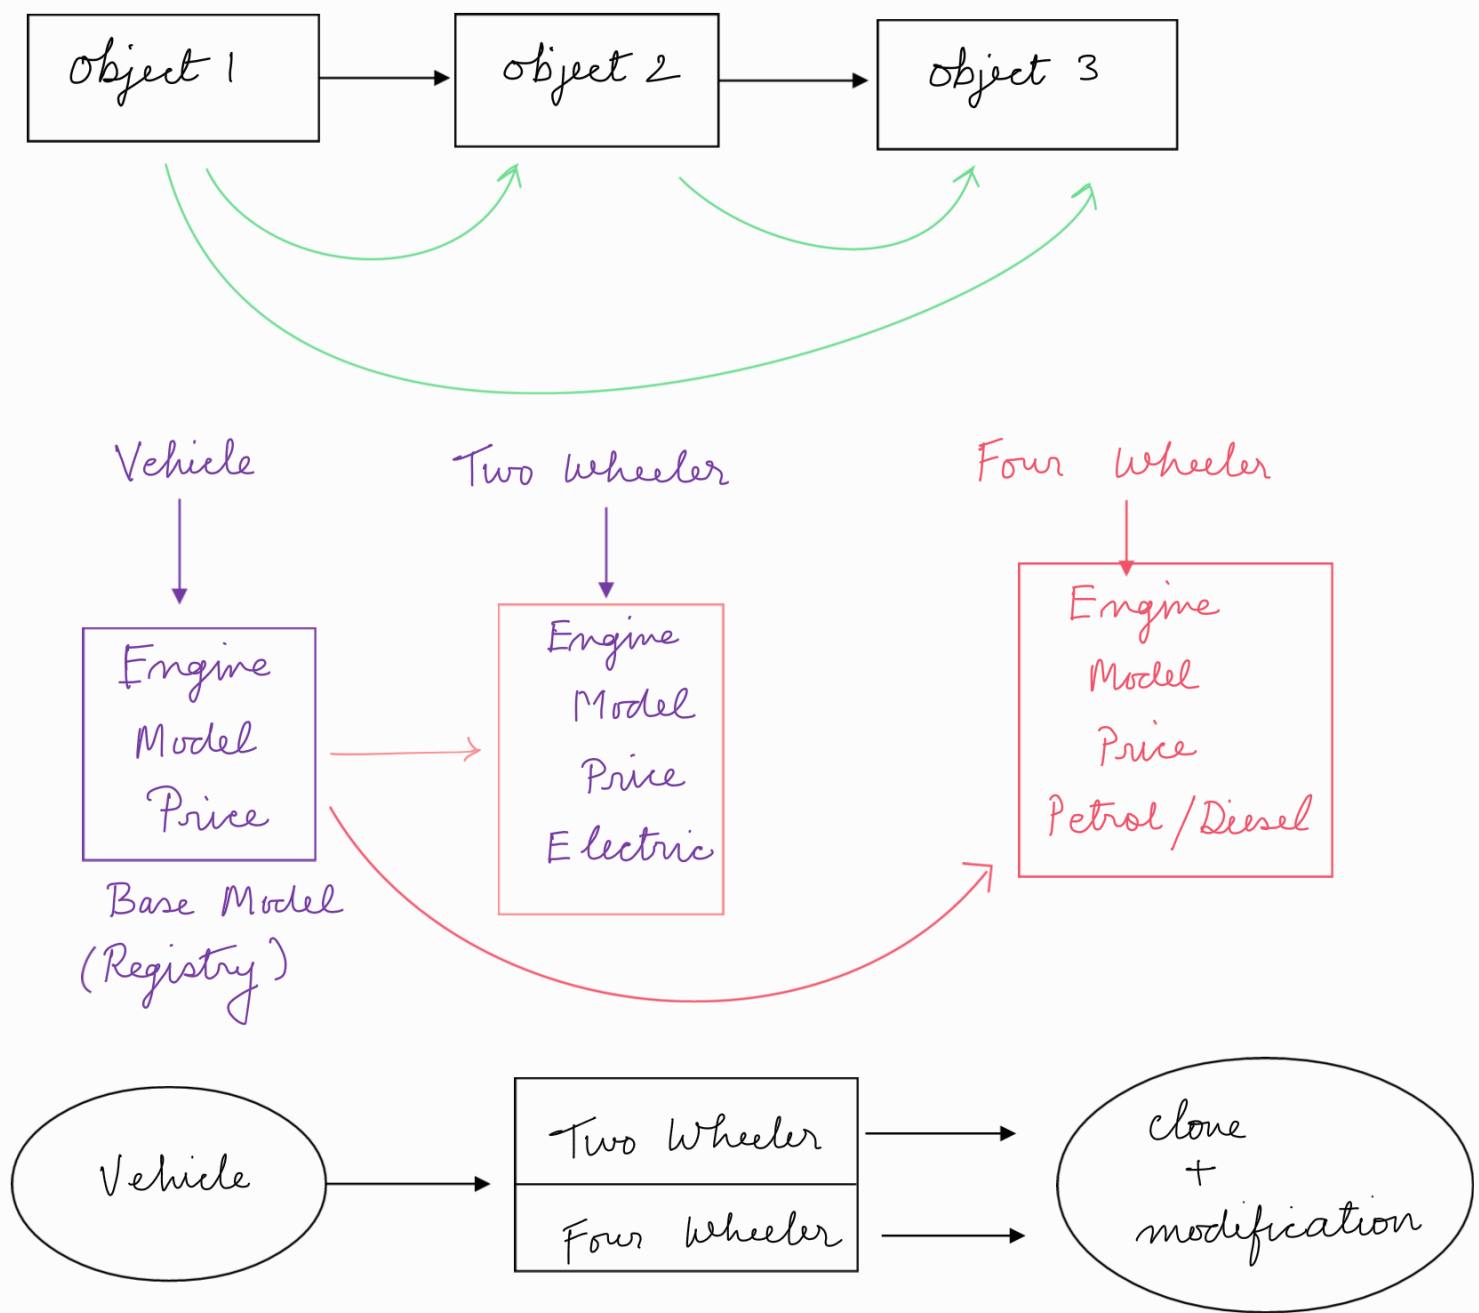 Object 1
Object 2
Object 3
Vehicle
Two Wheeler
Four Wheeler
Engine
Model
Price
Base Model
(Registry)
Engine
Model
Price
Electric
Engine
Model
Price
Petrol / Diesel
Vehicle
Two Wheeler
Four Wheeler
clone
+
modification